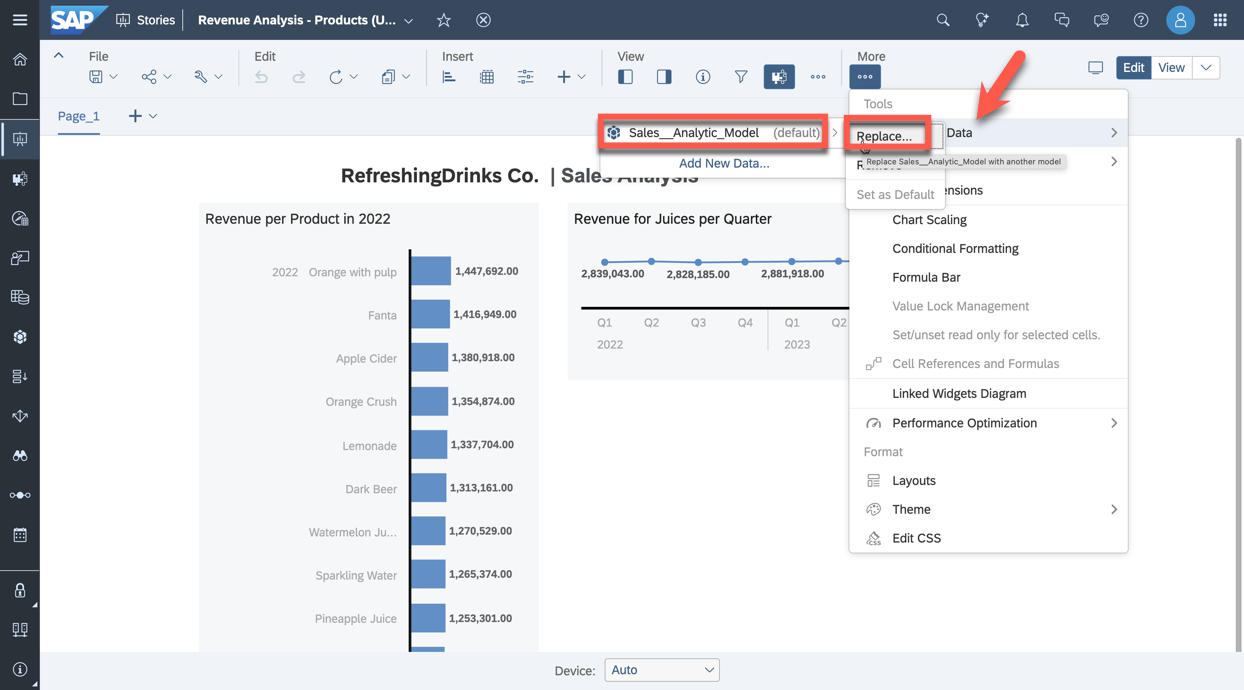 SAP
Stories
Revenue Analysis - Products (U...
File
Edit
Insert
View
More
Edit
View
Page_1
Tools
Sales__Analytic_Model (default)
Add New Data...
Replace...
Data
Replace Sales__Analytic_Model with another model
Set as Default
ensions
Chart Scaling
Conditional Formatting
Formula Bar
Value Lock Management
Set/unset read only for selected cells.
Cell References and Formulas
Linked Widgets Diagram
Performance Optimization
Format
Layouts
Theme
CSS
Edit CSS
RefreshingDrinks Co. | Sales Analysis
Revenue per Product in 2022
2022 Orange with pulp 1,447,692.00
Fanta 1,416,949.00
Apple Cider 1,380,918.00
Orange Crush 1,354,874.00
Lemonade 1,337,704.00
Dark Beer 1,313,161.00
Watermelon Ju... 1,270,529.00
Sparkling Water 1,265,374.00
Pineapple Juice 1,253,301.00
Revenue for Juices per Quarter
2,839,043.00 2,828,185.00 2,881,918.00
Q1 Q2 Q3 Q4 Q1 Q2
2022 2023
Device: Auto